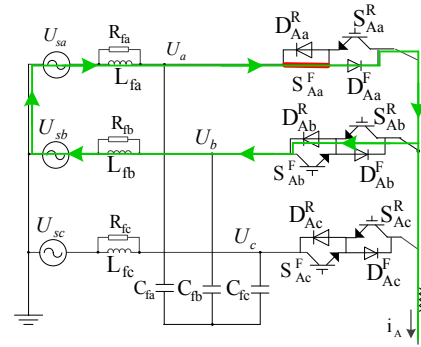 R_fa
U_sa
L_fa
U_a
D^R_Aa
S^R_Aa
S^F_Aa
D^F_Aa
R_fb
U_sb
L_fb
U_b
D^R_Ab
S^R_Ab
S^F_Ab
D^F_Ab
R_fc
U_sc
L_fc
U_c
D^R_Ac
S^R_Ac
S^F_Ac
D^F_Ac
C_fa C_fb C_fc
i_A